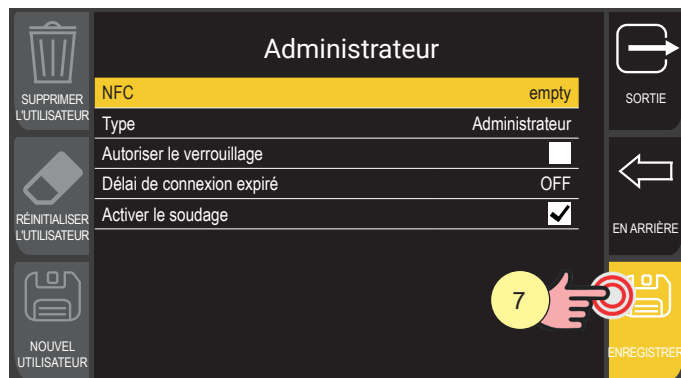 Administrateur
SUPPRIMER
L'UTILISATEUR
NFC empty
SORTIE
Type Administrateur
Autoriser le verrouillage
Délai de connexion expiré OFF
Activer le soudage
RÉINITIALISER
L'UTILISATEUR
EN ARRIÈRE
7
NOUVEL
UTILISATEUR
ENREGISTRER